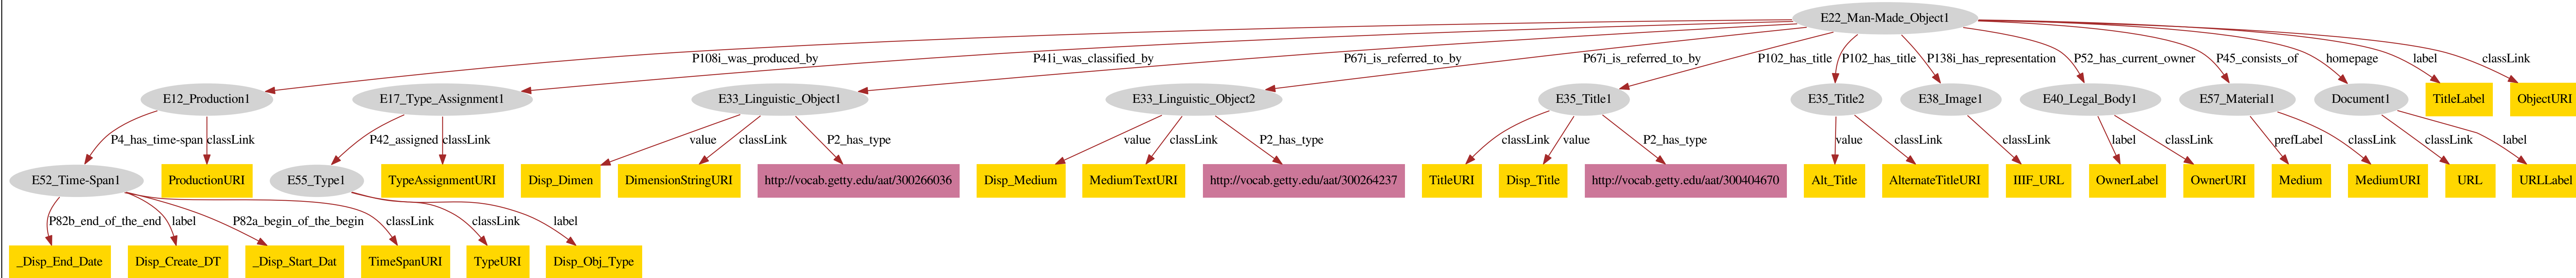 E22_Man-Made_Object1
P108i_was_produced_by
P41i_was_classified_by
P67i_is_referred_to_by
P67i_is_referred_to_by
P102_has_title
P102_has_title
P138i_has_representation
P52_has_current_owner
P45_consists_of
homepage
label
classLink
E12_Production1
E17_Type_Assignment1
E33_Linguistic_Object1
E33_Linguistic_Object2
E35_Title1
E35_Title2
E38_Image1
E40_Legal_Body1
E57_Material1
Document1
TitleLabel
ObjectURI
P4_has_time-span
classLink
P42_assigned
classLink
value
classLink
P2_has_type
value
classLink
P2_has_type
classLink
value
P2_has_type
value
classLink
classLink
label
classLink
prefLabel
classLink
classLink
label
E52_Time-Span1
ProductionURI
E55_Type1
TypeAssignmentURI
Disp_Dimen
DimensionStringURI
http://vocab.getty.edu/aat/300266036
Disp_Medium
MediumTextURI
http://vocab.getty.edu/aat/300264237
TitleURI
Disp_Title
http://vocab.getty.edu/aat/300404670
Alt_Title
AlternateTitleURI
IIIF_URL
OwnerLabel
OwnerURI
Medium
MediumURI
URL
URLLabel
P82b_end_of_the_end
label
P82a_begin_of_the_begin
classLink
classLink
label
_Disp_End_Date
Disp_Create_DT
_Disp_Start_Dat
TimeSpanURI
TypeURI
Disp_Obj_Type